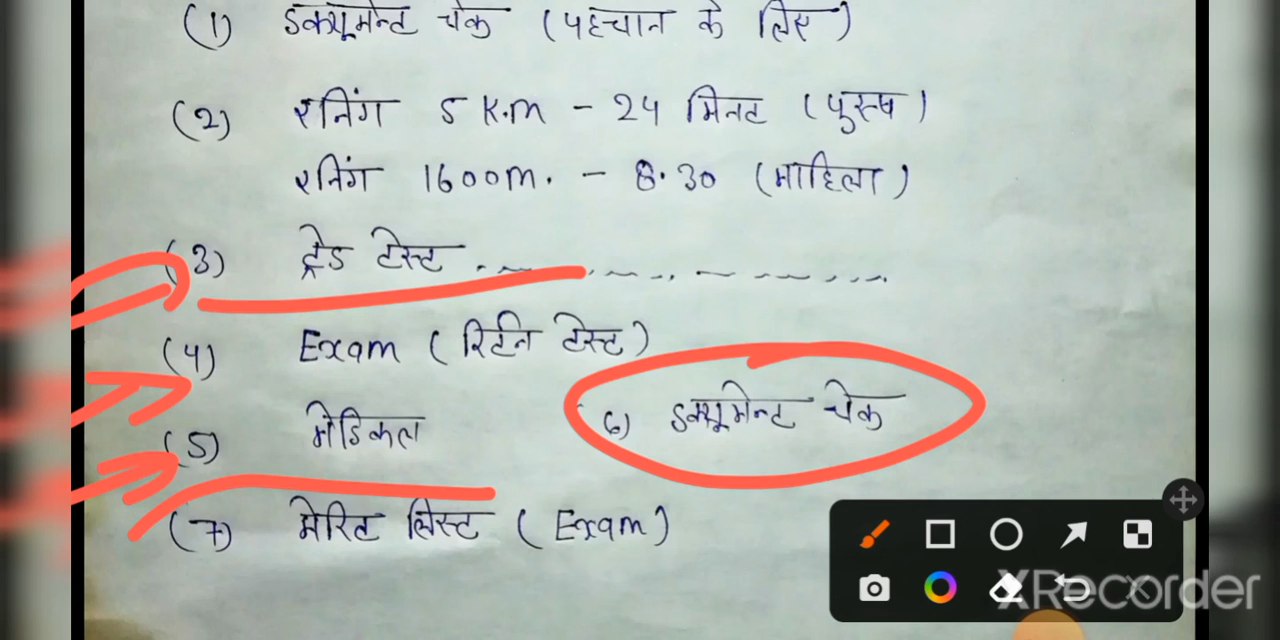 (1) डक्यूमेन्ट चेक (पहचान के लिए)
(2) रनिंग 5 K.m - 24 मिनट (पुरुष)
रनिंग 1600m. - 8.30 (माहिला)
(3) ट्रेड टेस्ट
(4) Exam (रिर्टन टेस्ट)
(5) मेडिकल
6) डक्यूमेन्ट चेक
(7) मेरिट लिस्ट (Exam)
XRecorder